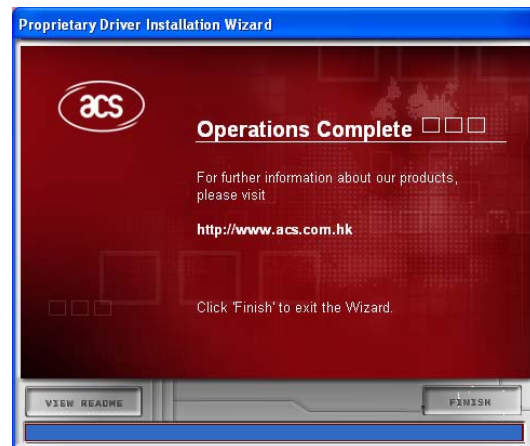 Proprietary Driver Installation Wizard
acs
Operations Complete
For further information about our products,
please visit
http://www.acs.com.hk
Click 'Finish' to exit the Wizard.
VIEW README
FINISH